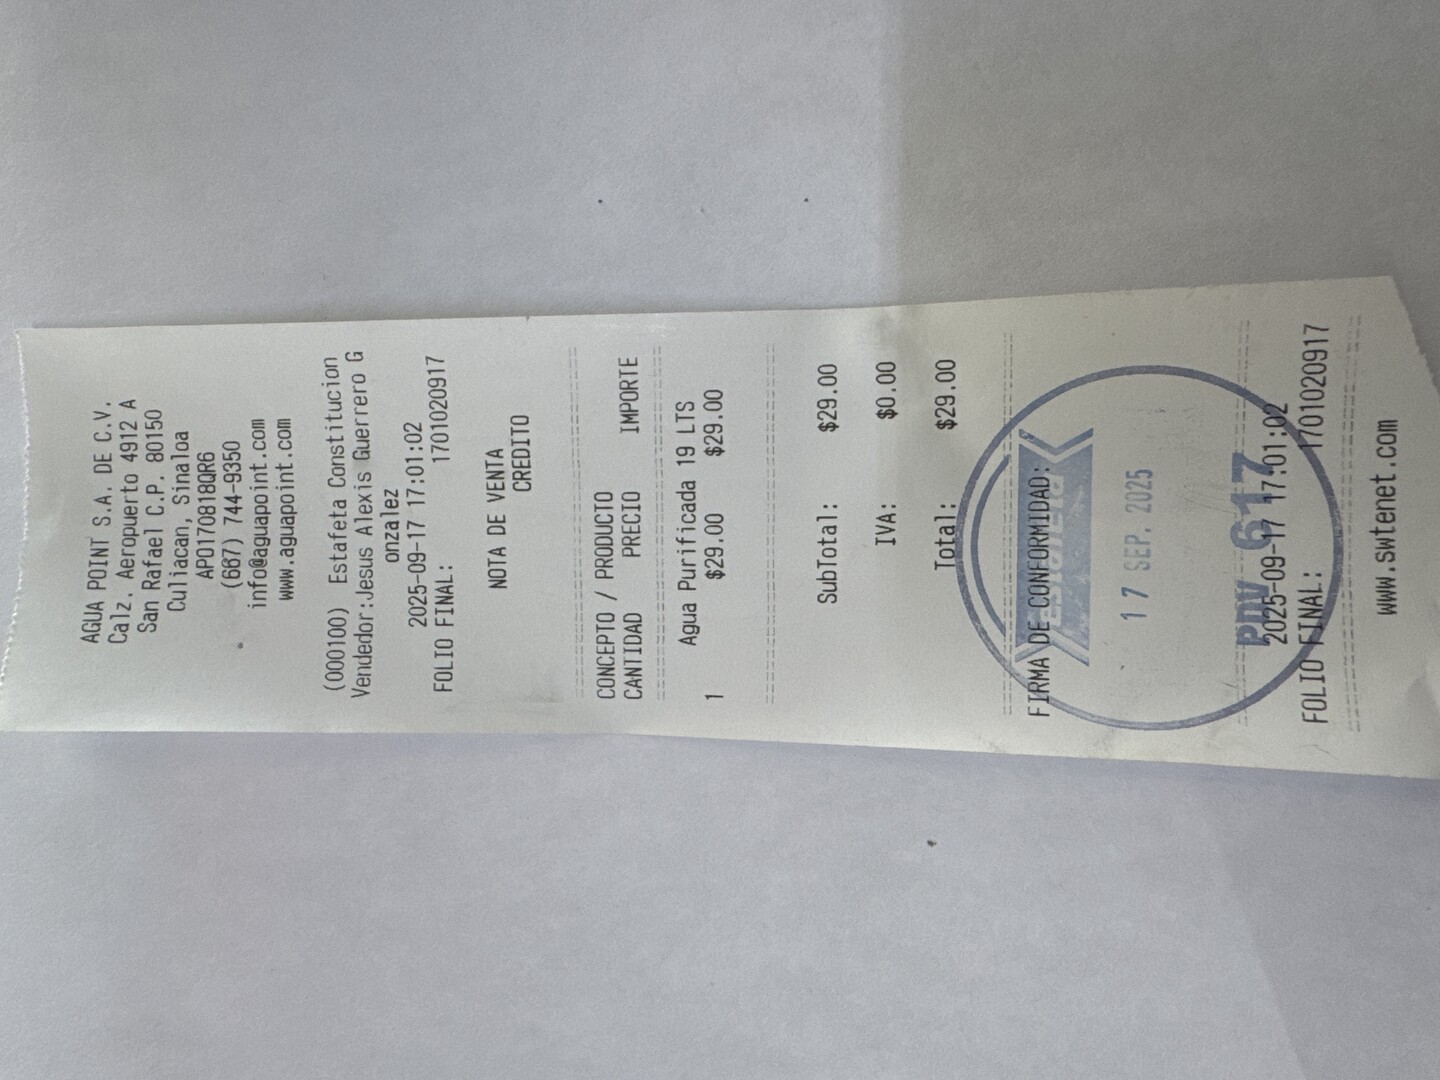 AGUA POINT S.A. DE C.V.
Calz. Aeropuerto 4912 A
San Rafael C.P. 80150
Culiacan, Sinaloa
APO170818QR6
(667) 744-9350
info@aguapoint.com
www.aguapoint.com
(000100) Estafeta Constitucion
Vendedor:Jesus Alexis Guerrero G
onzalez
2025-09-17 17:01:02
FOLIO FINAL: 1701020917
NOTA DE VENTA
CREDITO
CONCEPTO / PRODUCTO
CANTIDAD PRECIO IMPORTE
Agua Purificada 19 LTS
1 $29.00 $29.00
SubTotal: $29.00
IVA: $0.00
Total: $29.00
FIRMA DE CONFORMIDAD:
estafeta
17 SEP. 2025
PDV 617
2025-09-17 17:01:02
FOLIO FINAL: 1701020917
www.swtenet.com